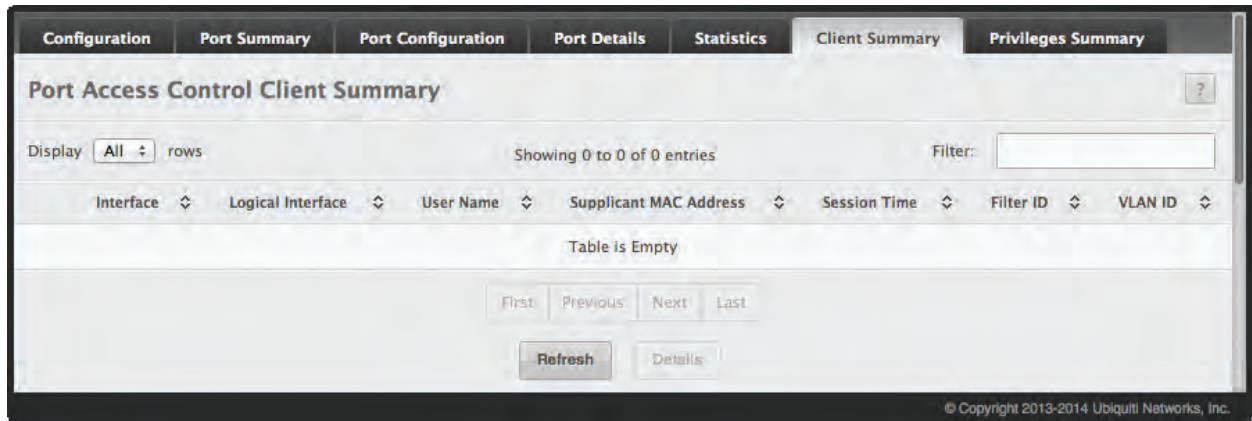 Configuration Port Summary Port Configuration Port Details Statistics Client Summary Privileges Summary
Port Access Control Client Summary ?
Display All rows Showing 0 to 0 of 0 entries Filter:
Interface Logical Interface User Name Supplicant MAC Address Session Time Filter ID VLAN ID
Table is Empty
First Previous Next Last
Refresh Details
© Copyright 2013-2014 Ubiquiti Networks, Inc.